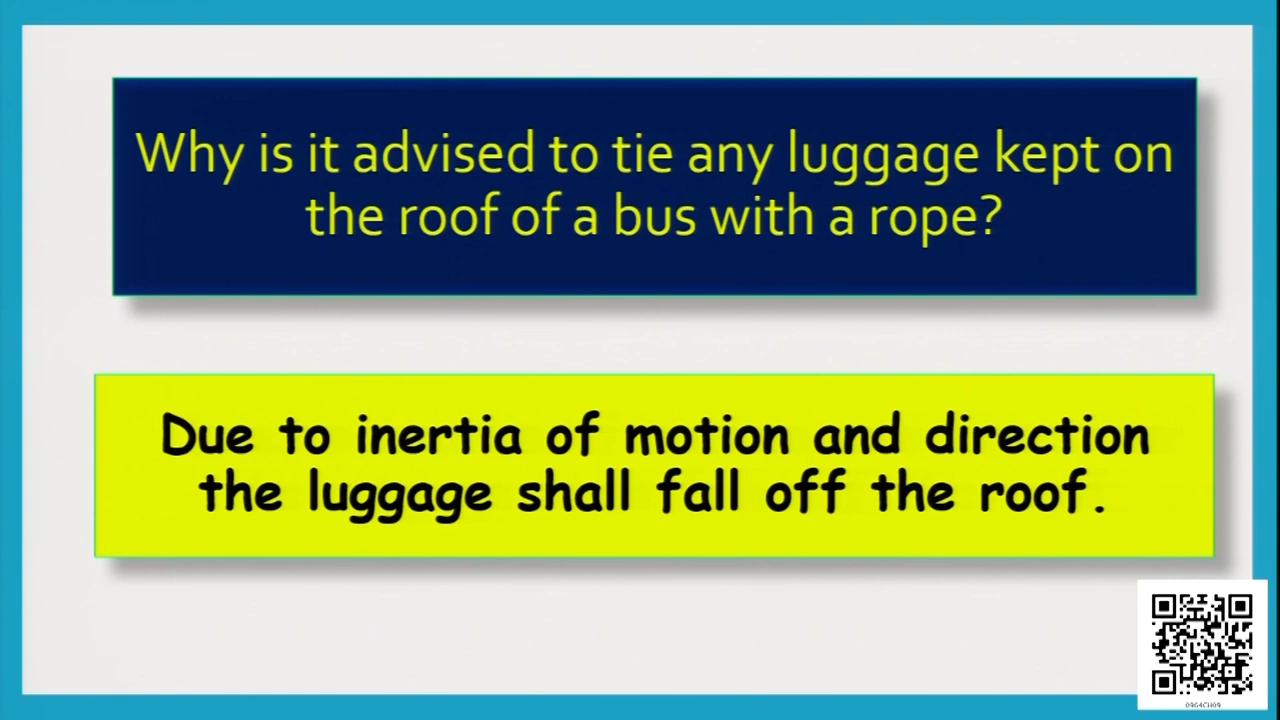 Why is it advised to tie any luggage kept on
the roof of a bus with a rope?
Due to inertia of motion and direction
the luggage shall fall off the roof.
0964CH09